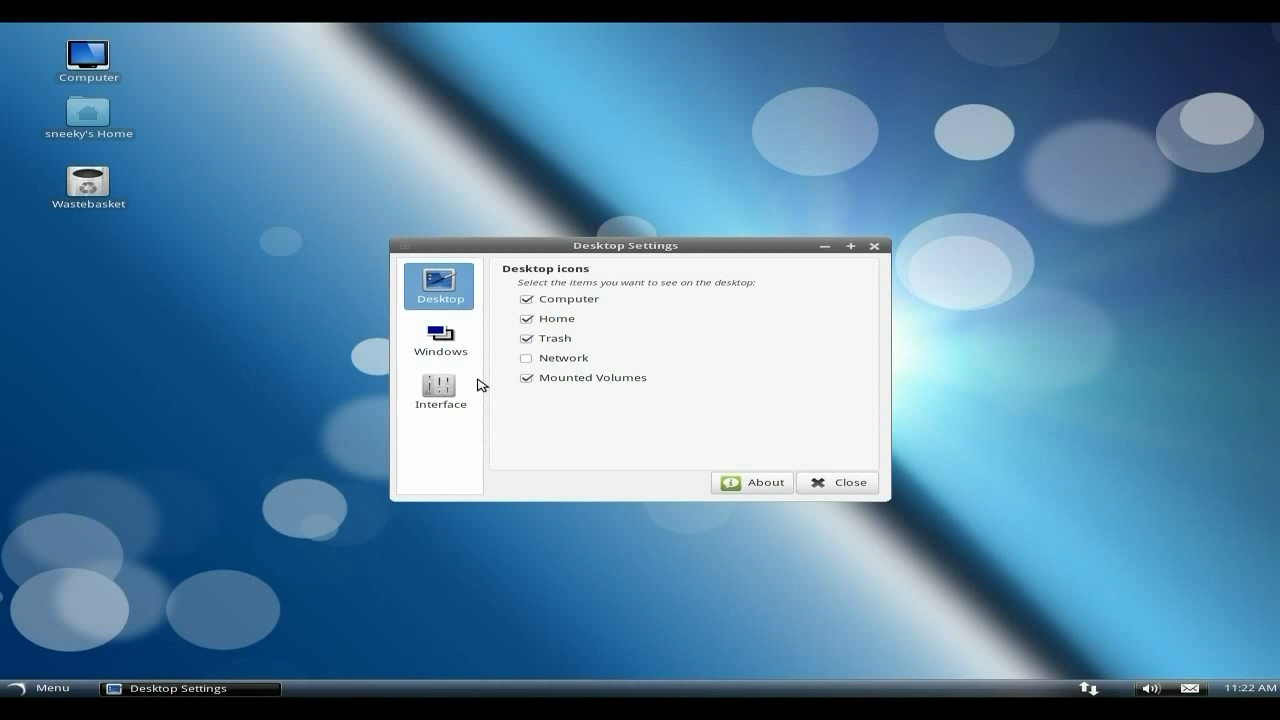 Computer
sneeky's Home
Wastebasket
Desktop Settings
Desktop
Windows
Interface
Desktop icons
Select the items you want to see on the desktop:
Computer
Home
Trash
Network
Mounted Volumes
About
Close
Menu
Desktop Settings
11:22 AM